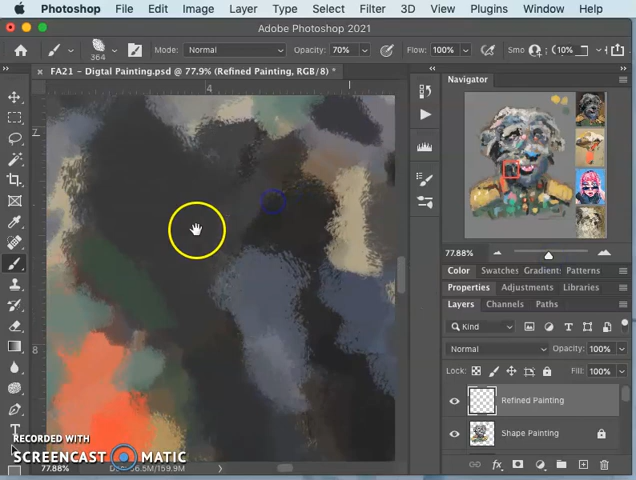 Photoshop File Edit Image Layer Type Select Filter 3D View Plugins Window Help
Adobe Photoshop 2021
364 Mode: Normal Opacity: 70% Flow: 100% Smo 10%
× FA21 – Digtal Painting.psd @ 77.9% (Refined Painting, RGB/8) *
4
7
8
Navigator
77.88%
Color Swatches Gradient Patterns
Properties Adjustments Libraries
Layers Channels Paths
Kind
Normal Opacity: 100%
Lock: Fill: 100%
Refined Painting
Shape Painting
fx
RECORDED WITH
SCREENCAST MATIC
77.88%